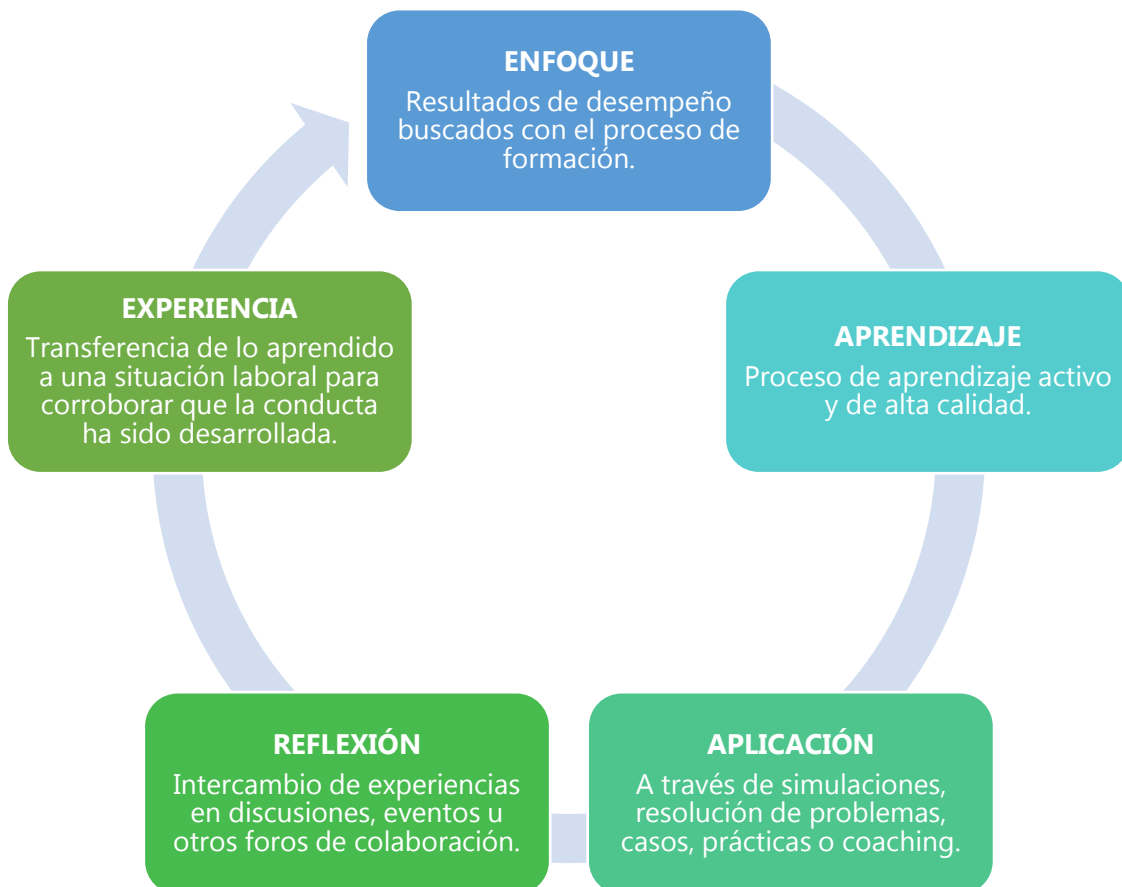 ENFOQUE
Resultados de desempeño
buscados con el proceso de
formación.
APRENDIZAJE
Proceso de aprendizaje activo
y de alta calidad.
APLICACIÓN
A través de simulaciones,
resolución de problemas,
casos, prácticas o coaching.
REFLEXIÓN
Intercambio de experiencias
en discusiones, eventos u
otros foros de colaboración.
EXPERIENCIA
Transferencia de lo aprendido
a una situación laboral para
corroborar que la conducta
ha sido desarrollada.